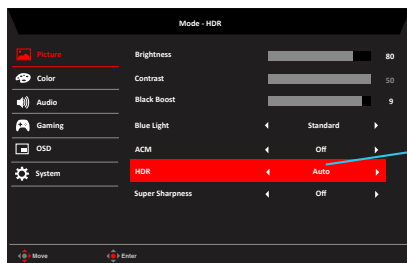 Mode - HDR
Picture
Color
Audio
Gaming
OSD
System
Brightness 80
Contrast 50
Black Boost 9
Blue Light Standard
ACM Off
HDR Auto
Super Sharpness Off
Move Enter